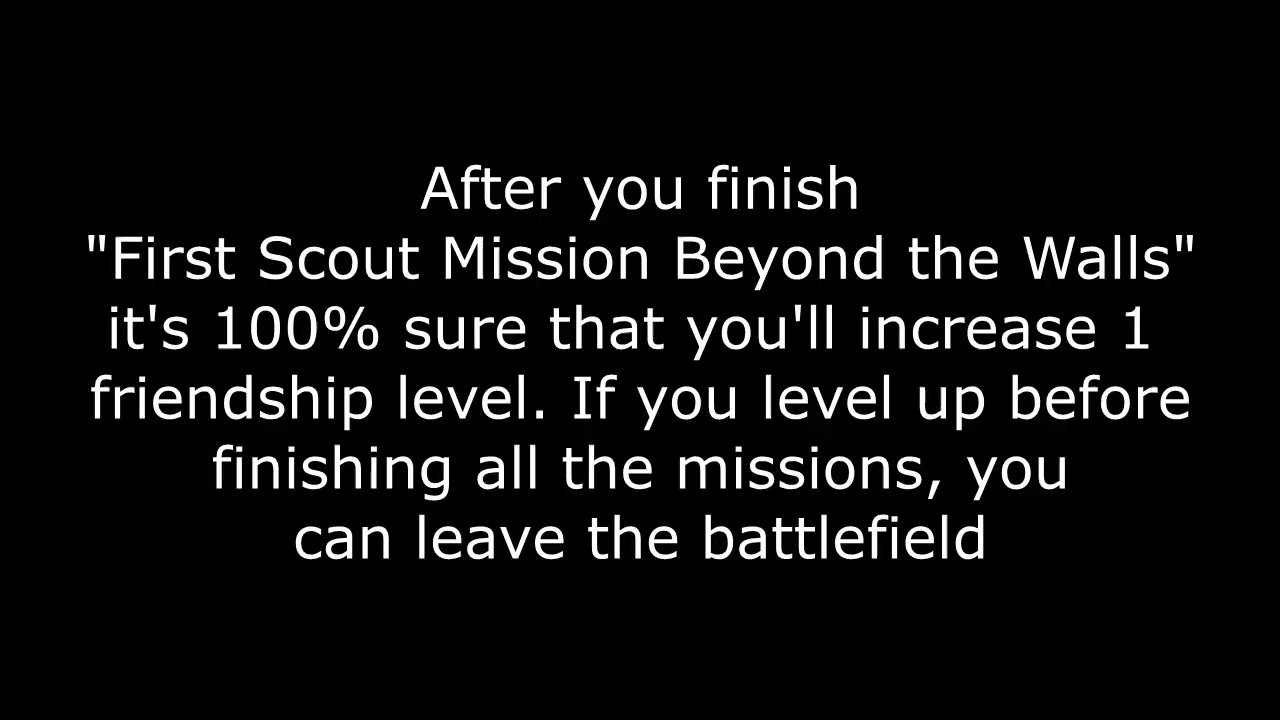 After you finish
"First Scout Mission Beyond the Walls"
it's 100% sure that you'll increase 1
friendship level. If you level up before
finishing all the missions, you
can leave the battlefield